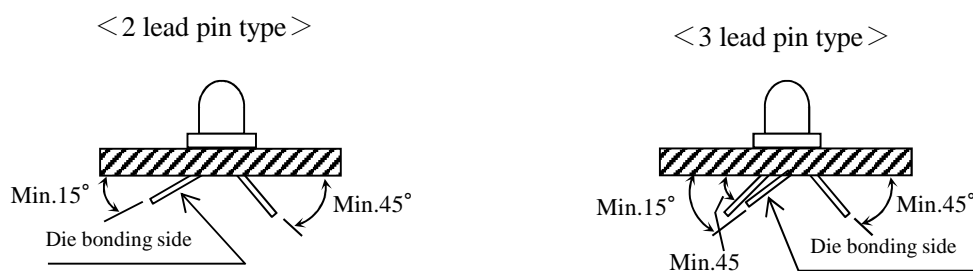 ＜2 lead pin type＞
Min.15°
Min.45°
Die bonding side
＜3 lead pin type＞
Min.15°
Min.45°
Min.45
Die bonding side